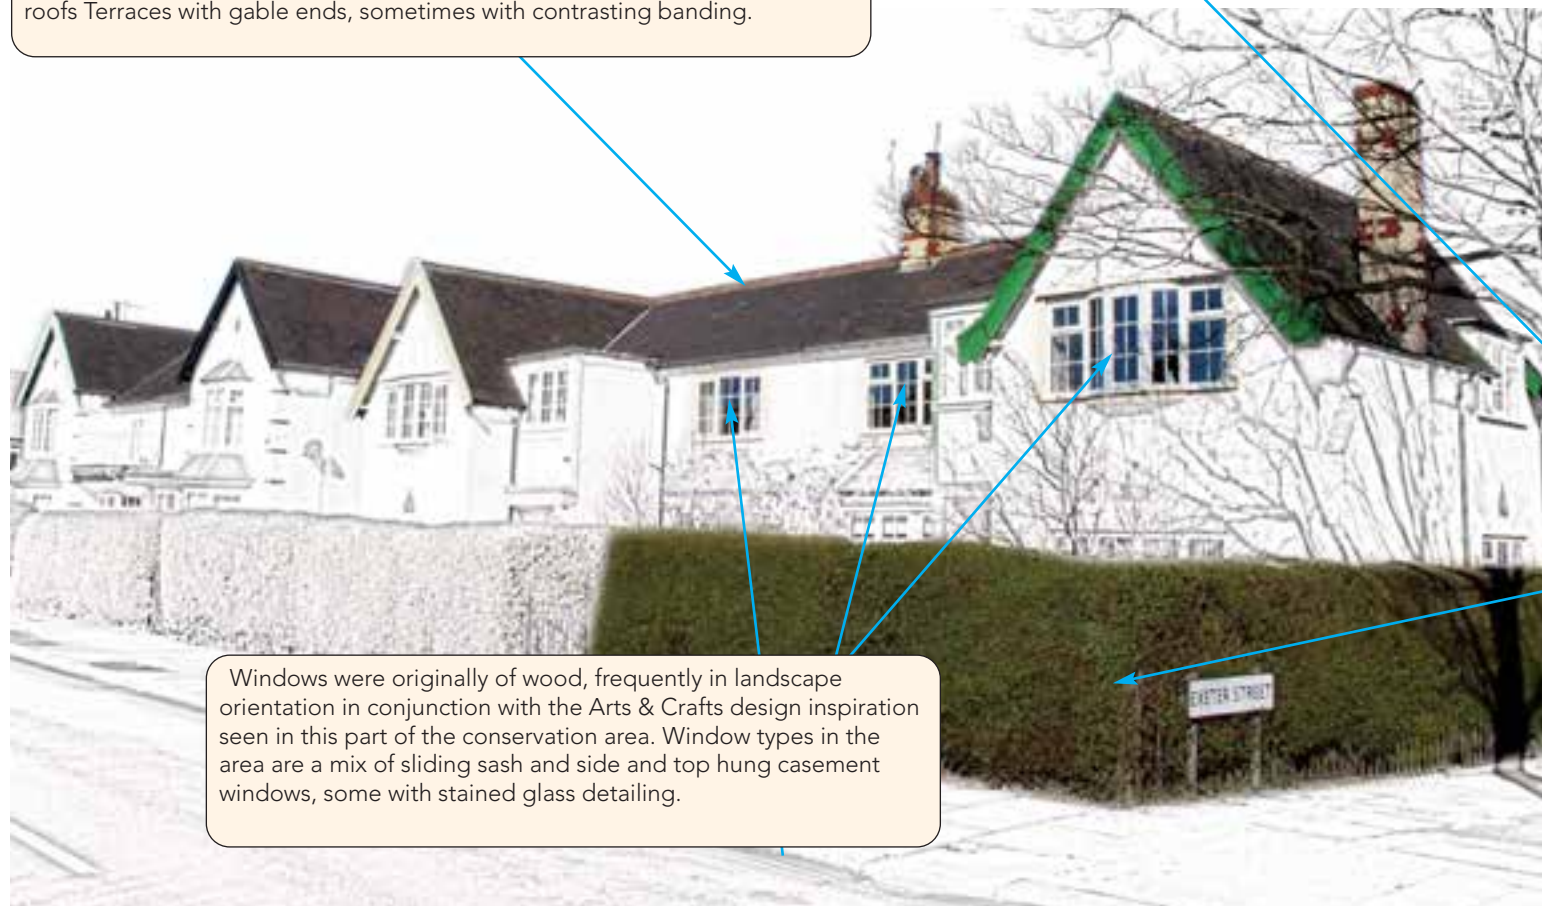 roofs Terraces with gable ends, sometimes with contrasting banding.
Windows were originally of wood, frequently in landscape
orientation in conjunction with the Arts & Crafts design inspiration
seen in this part of the conservation area. Window types in the
area are a mix of sliding sash and side and top hung casement
windows, some with stained glass detailing.
EXETER STREET